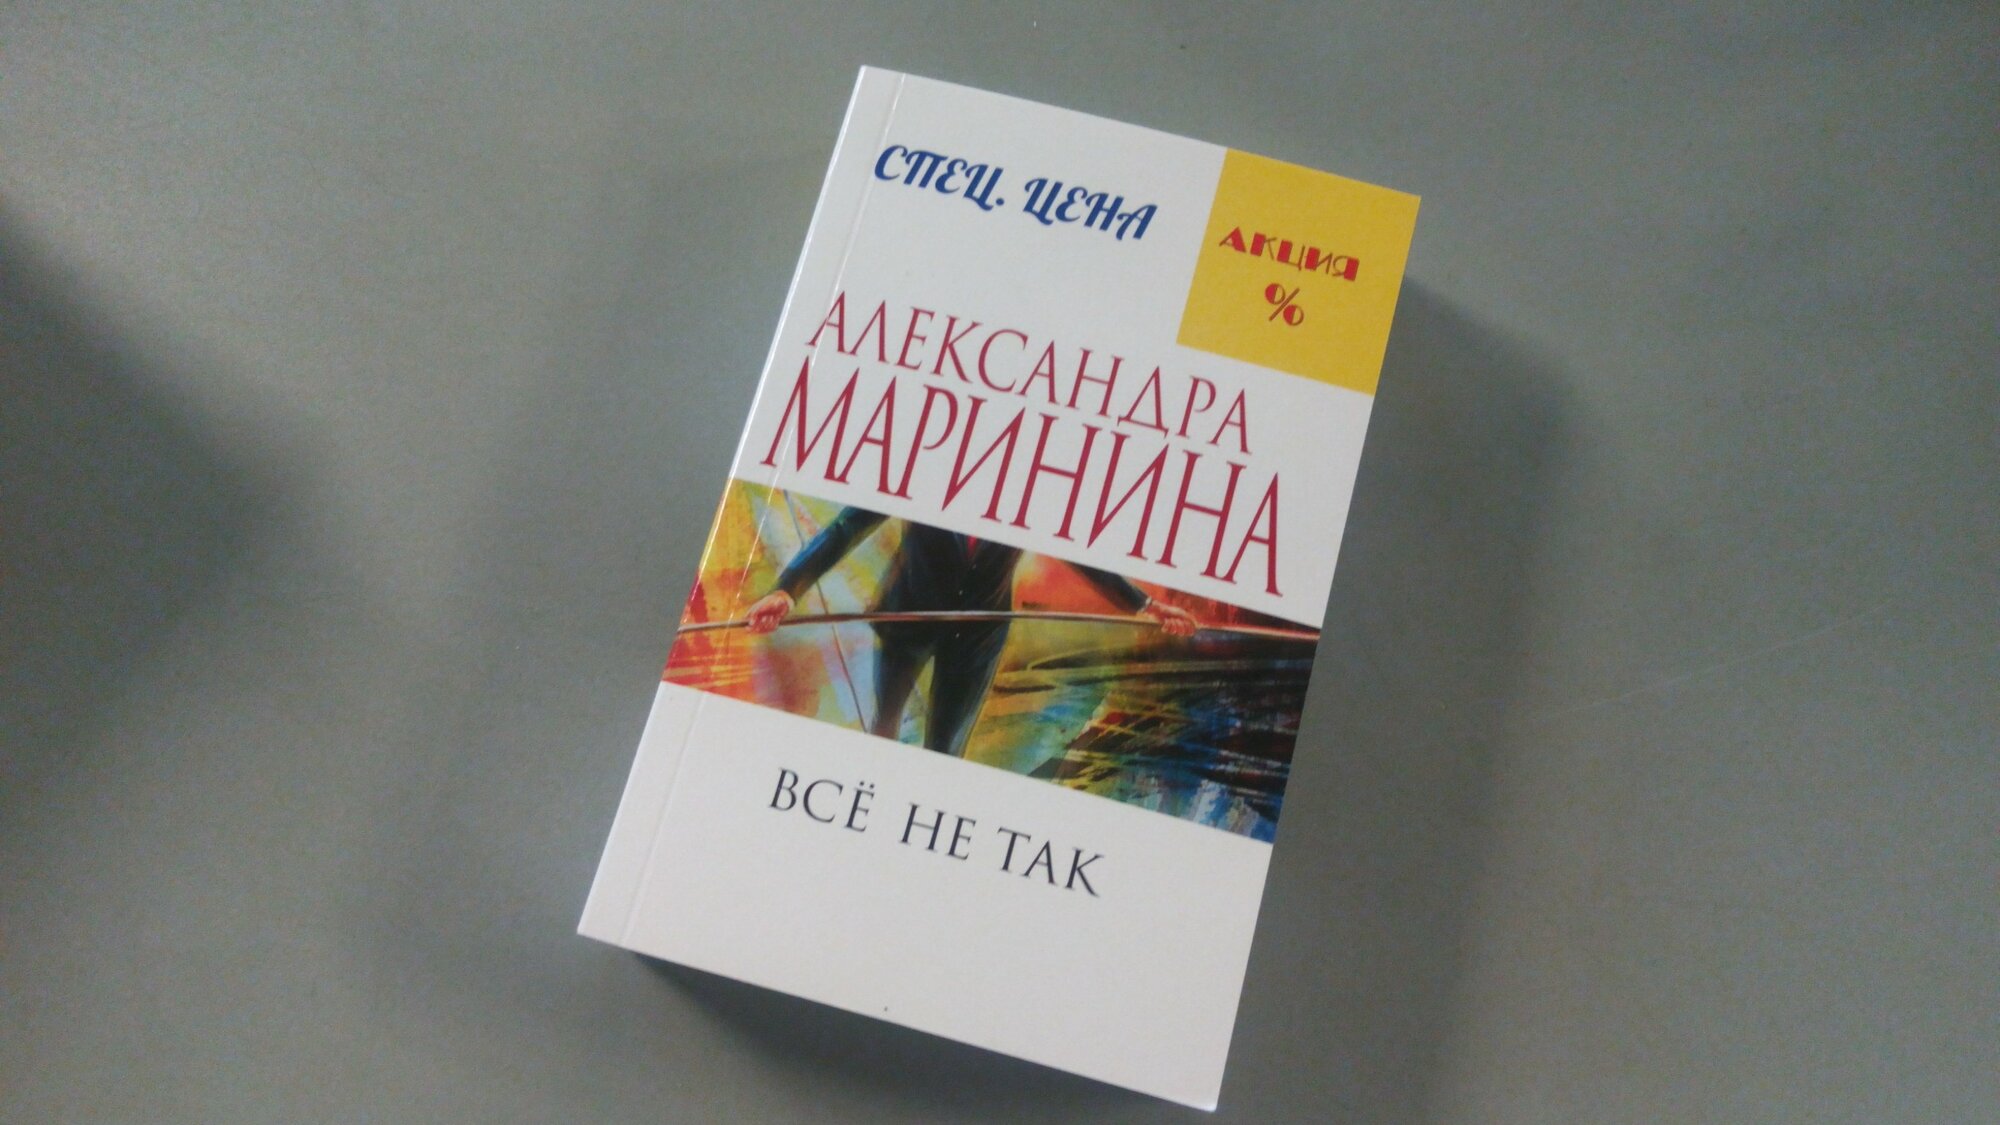 СПЕЦ. ЦЕНА
АКЦИЯ
%
АЛЕКСАНДРА
МАРИНИНА
ВСЁ НЕ ТАК